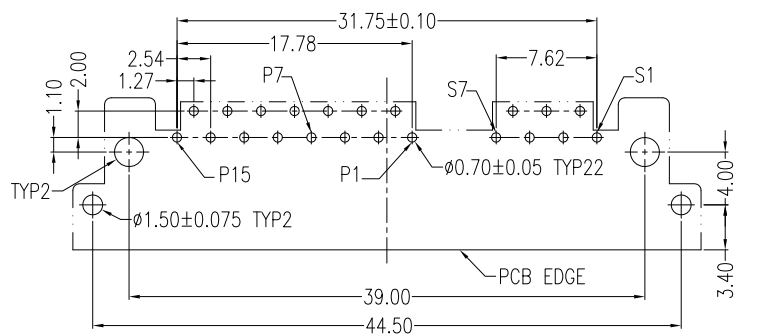 31.75±0.10
17.78
2.54
7.62
1.27
P7
S7
S1
2.00
1.10
TYP2
P15
P1
ø0.70±0.05 TYP22
ø1.50±0.075 TYP2
4.00
3.40
PCB EDGE
39.00
44.50